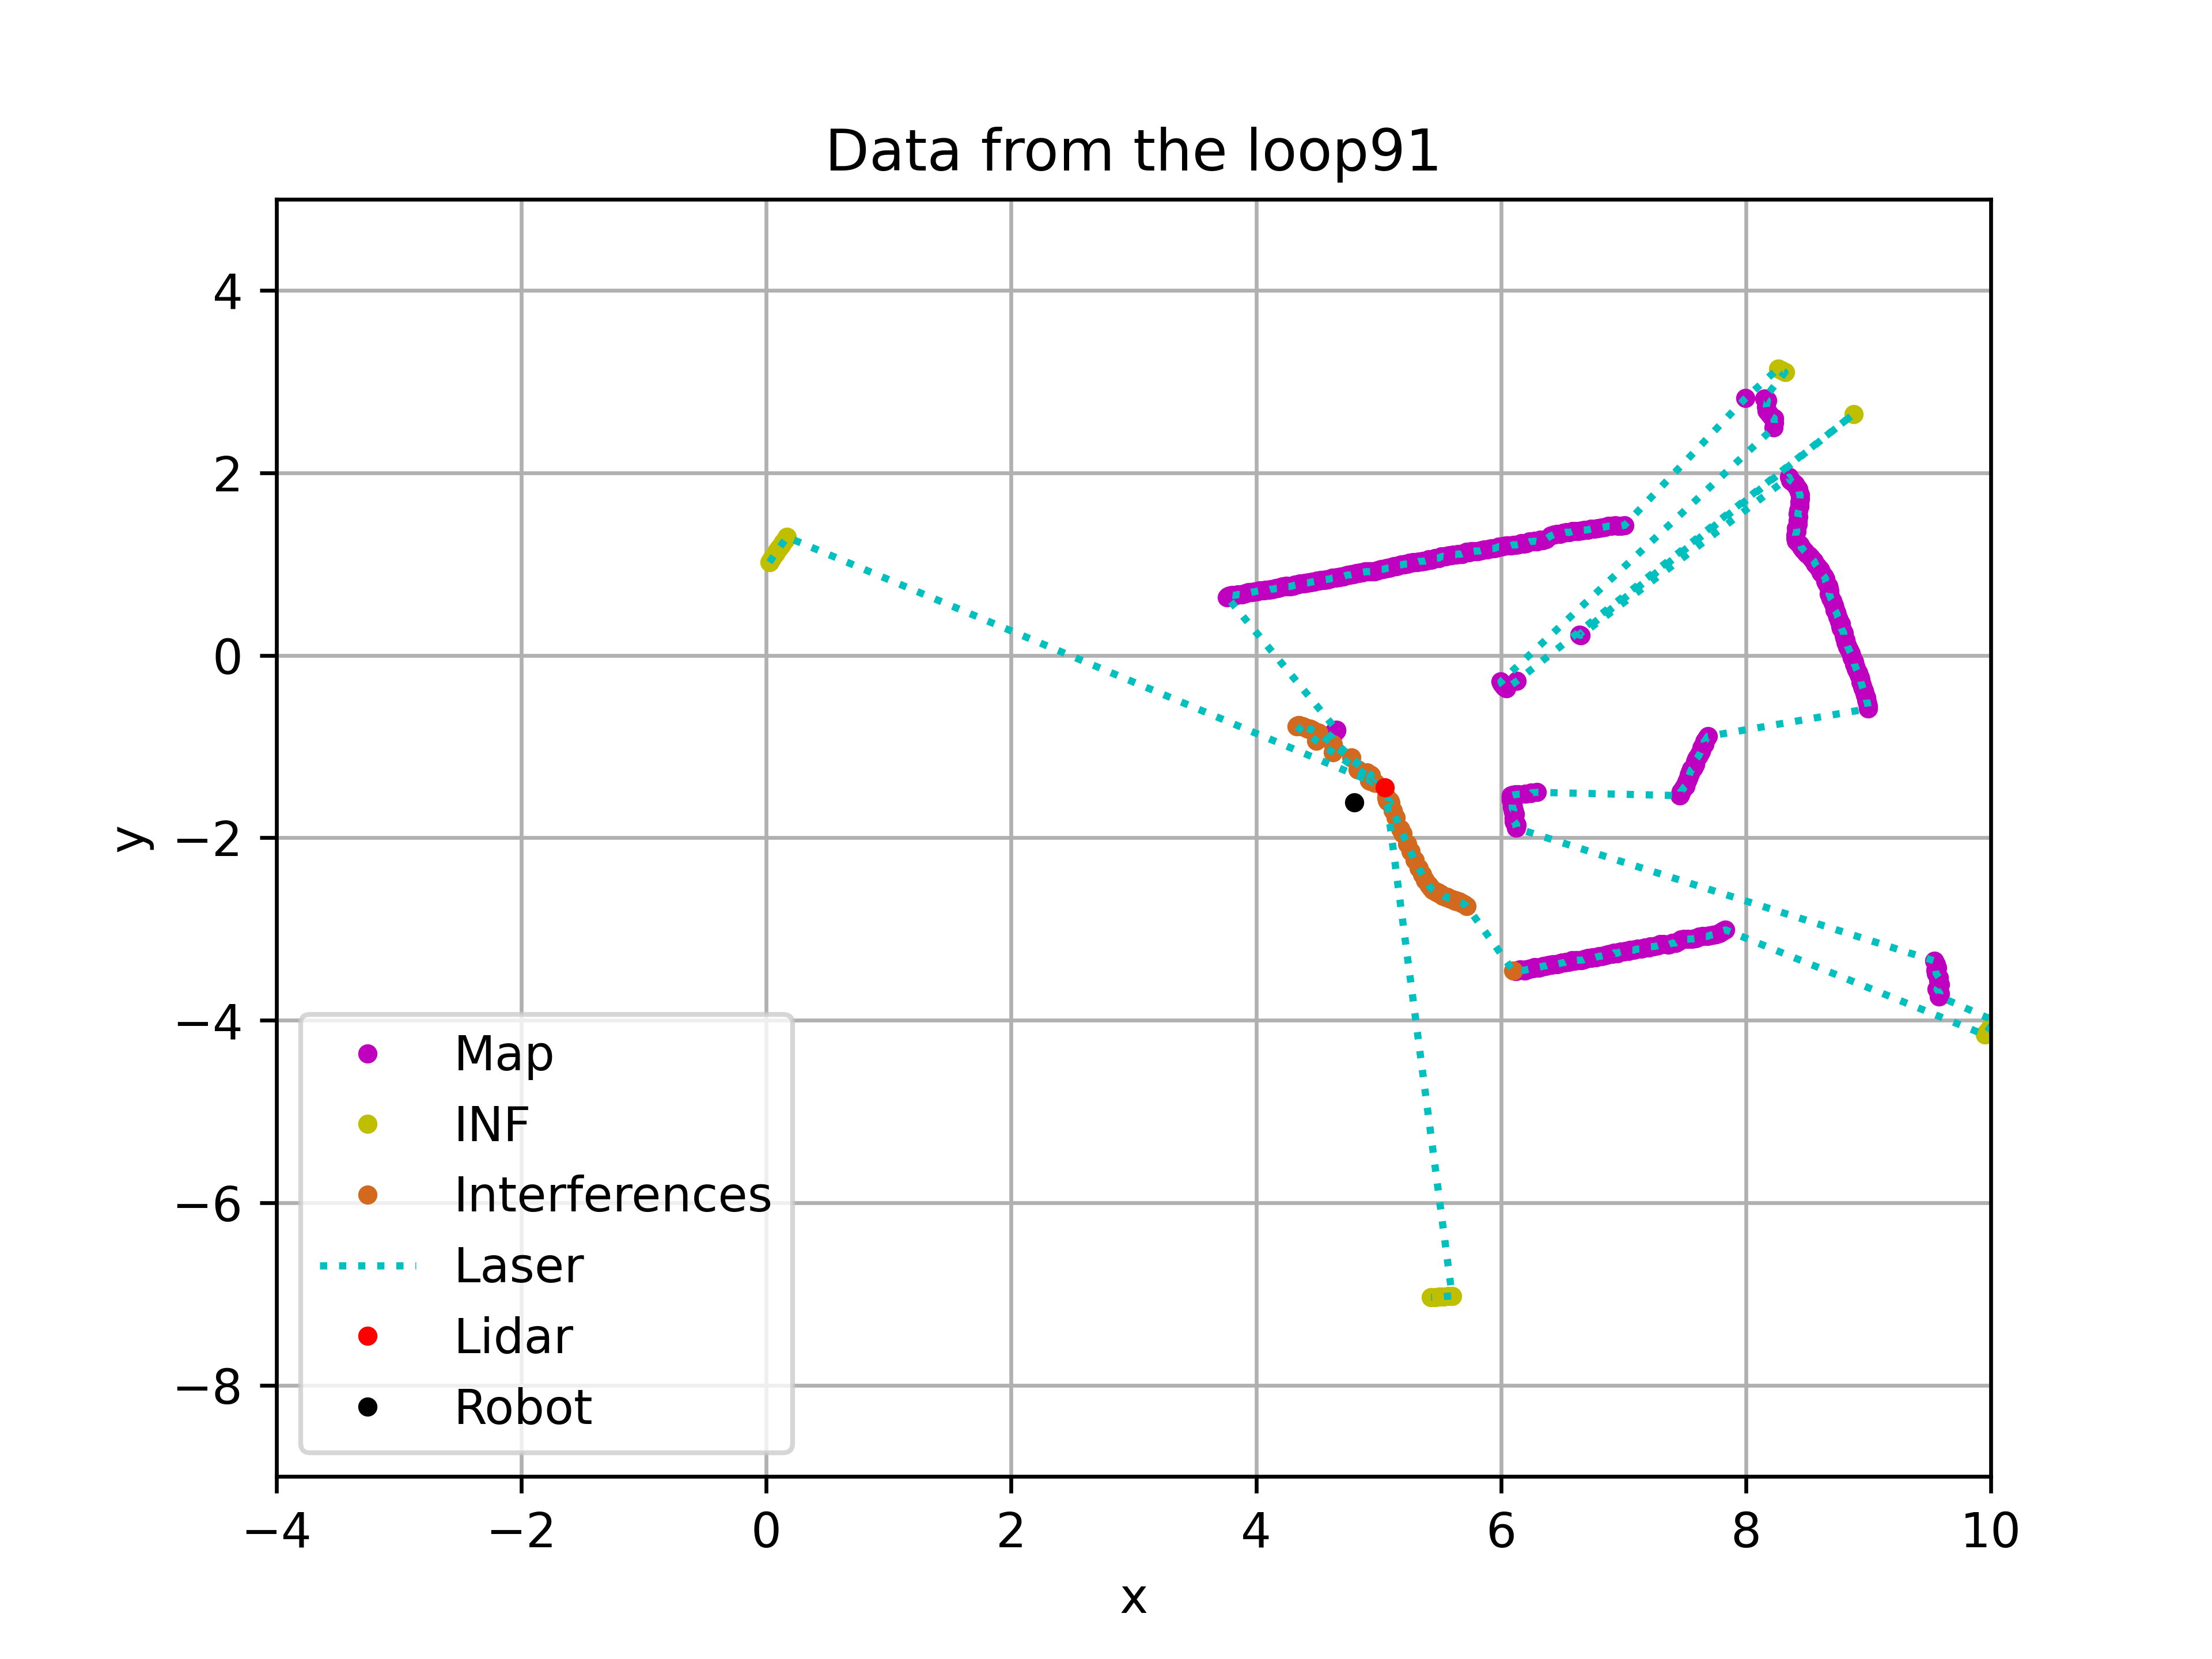 Data from the loop91
4
2
0
−2
−4
−6
−8
y
Map
INF
Interferences
Laser
Lidar
Robot
−4 −2 0 2 4 6 8 10
x